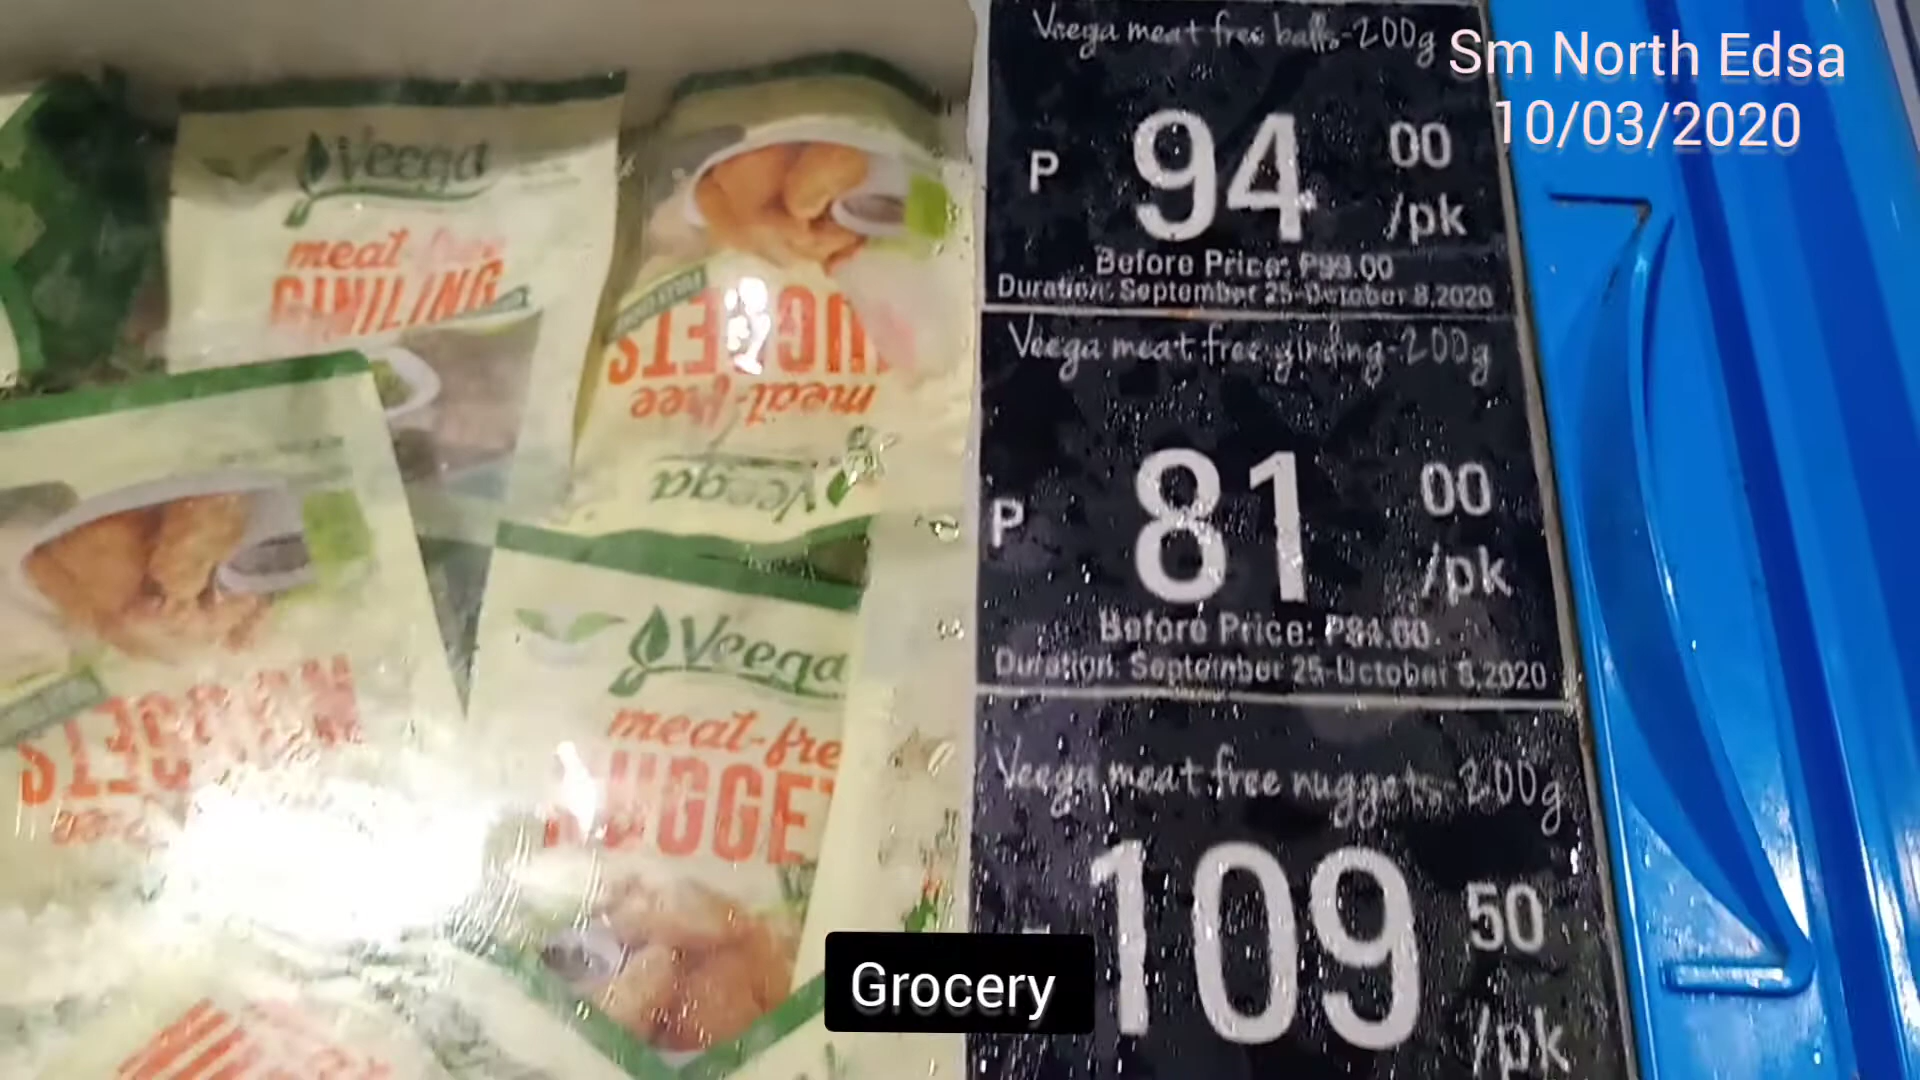 Sm North Edsa
10/03/2020
Veega meat free balls-200g
P 94 00 /pk
Before Price: P99.00
Duration: September 25-October 8,2020
Veega meat free ginling-200g
P 81 00 /pk
Before Price: P84.00
Duration: September 25-October 8,2020
Veega meat free nuggets-200g
109 50 /pk
Veega
meat free
GINILING
NUGGETS
meat-free
Veega
NUGGETS
Veega
meat-fre
NUGGET
Grocery